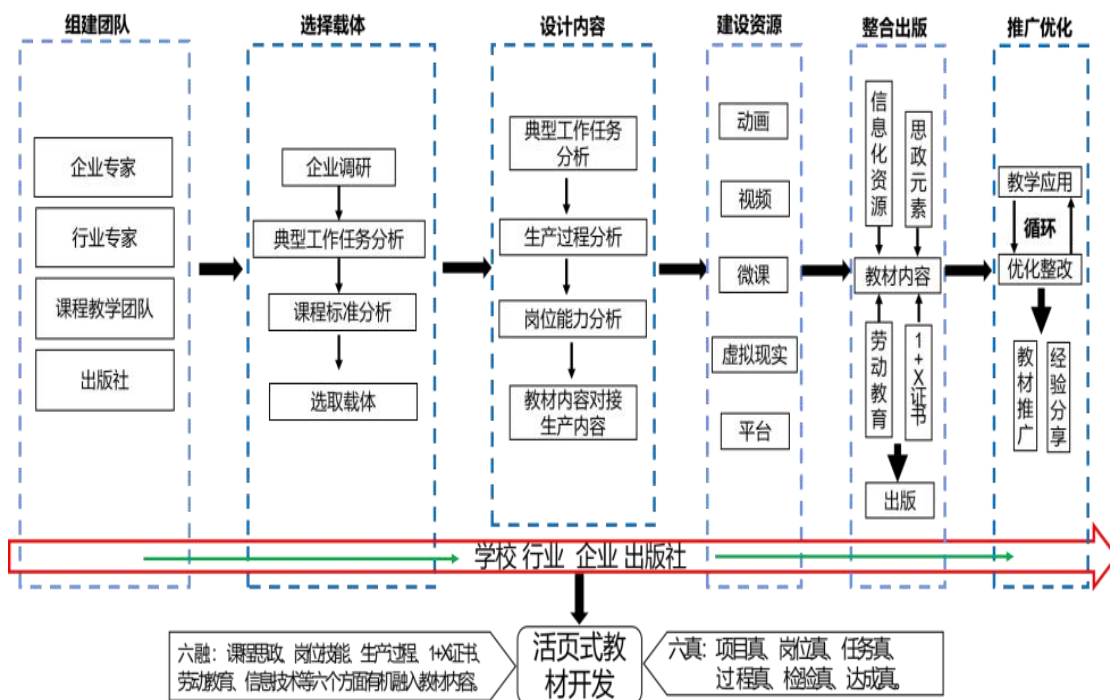 组建团队
选择载体
设计内容
建设资源
整合出版
推广优化
企业专家
行业专家
课程教学团队
出版社
企业调研
典型工作任务分析
课程标准分析
选取载体
典型工作任务
分析
生产过程分析
岗位能力分析
教材内容对接
生产内容
动画
视频
微课
虚拟现实
平台
信息化资源
思政元素
教材内容
劳动教育
1+X证书
出版
教学应用
循环
优化整改
教材推广
经验分享
学校 行业 企业 出版社
六融：课程思政、岗位技能、生产过程、1+X证书、
劳动教育、信息技术等六个方面有机融入教材内容。
活页式教
材开发
六真：项目真、岗位真、任务真、
过程真、检验真、达成真。